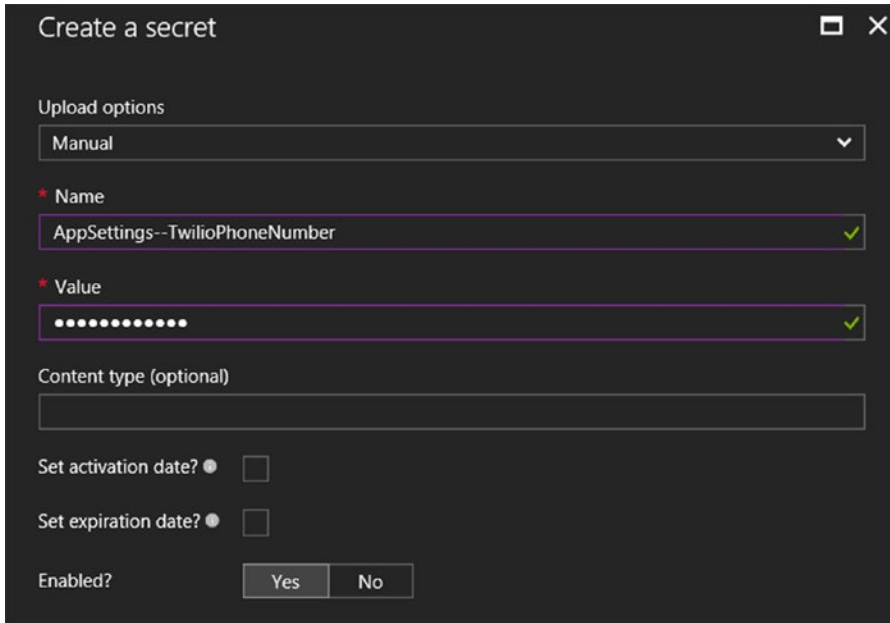 Create a secret
Upload options
Manual
* Name
AppSettings--TwilioPhoneNumber
* Value
••••••••••••
Content type (optional)
Set activation date?
Set expiration date?
Enabled?
Yes No